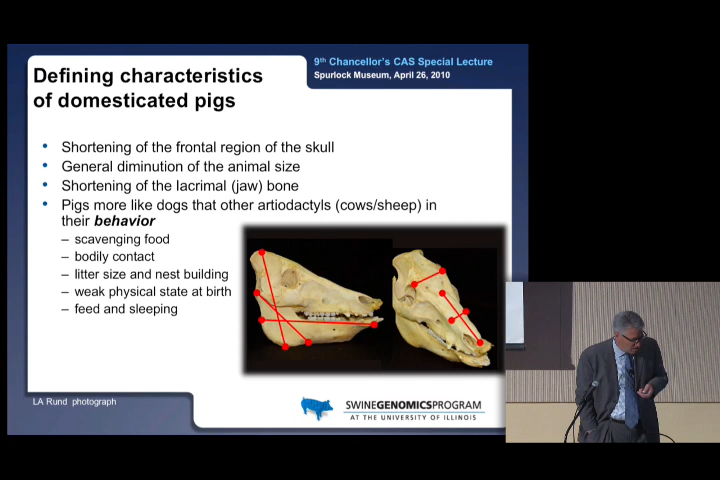 9th Chancellor's CAS Special Lecture
Spurlock Museum, April 26, 2010
Defining characteristics
of domesticated pigs
• Shortening of the frontal region of the skull
• General diminution of the animal size
• Shortening of the lacrimal (jaw) bone
• Pigs more like dogs that other artiodactyls (cows/sheep) in
their behavior
– scavenging food
– bodily contact
– litter size and nest building
– weak physical state at birth
– feed and sleeping
LA Rund photograph
SWINEGENOMICSPROGRAM
AT THE UNIVERSITY OF ILLINOIS